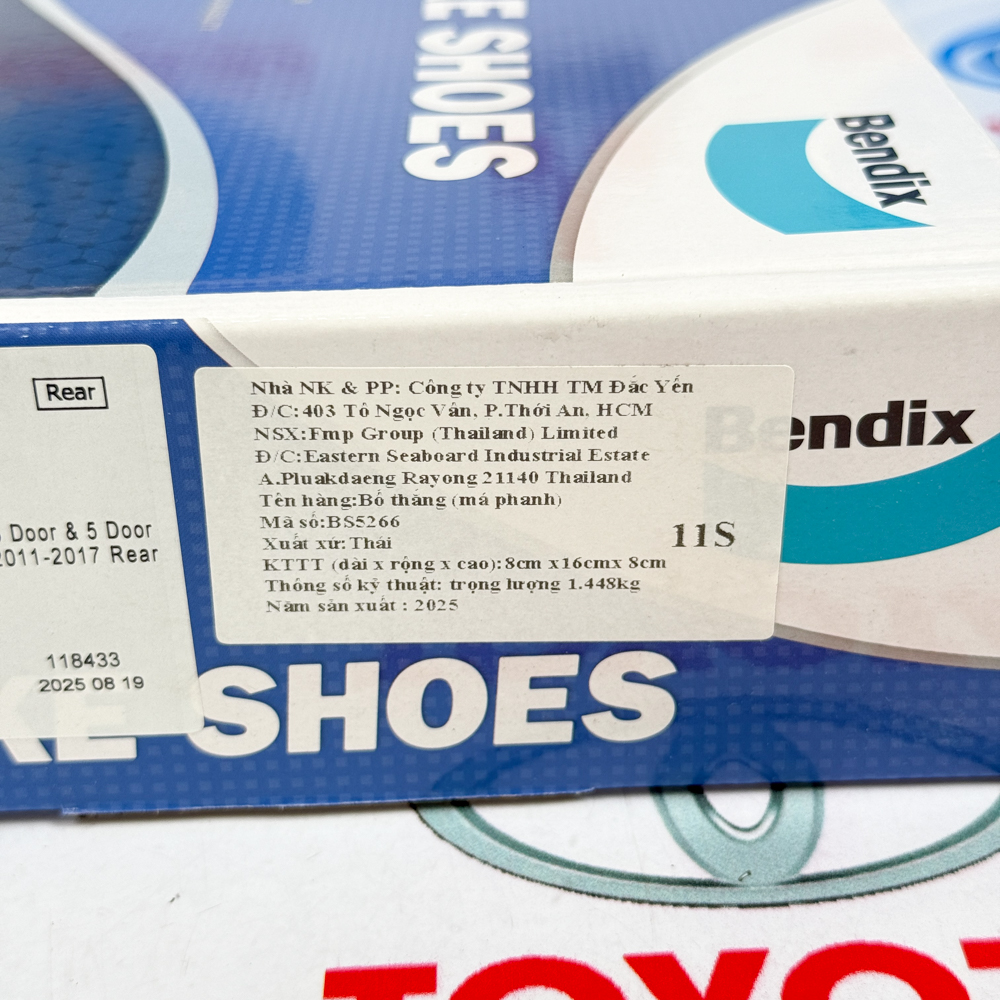 E SHOES
Bendix
Rear
Door & 5 Door
2011-2017 Rear
118433
2025 08 19
Nhà NK & PP: Công ty TNHH TM Đắc Yến
Đ/C:403 Tô Ngọc Vân, P.Thới An, HCM
NSX:Fmp Group (Thailand) Limited
Đ/C:Eastern Seaboard Industrial Estate
A.Pluakdaeng Rayong 21140 Thailand
Tên hàng:Bố thắng (má phanh)
Mã số:BS5266
Xuất xứ: Thái
11S
KTTT (dài x rộng x cao):8cm x16cmx 8cm
Thông số kỹ thuật: trọng lượng 1.448kg
Năm sản xuất : 2025
Bendix
KE SHOES
TOYOT